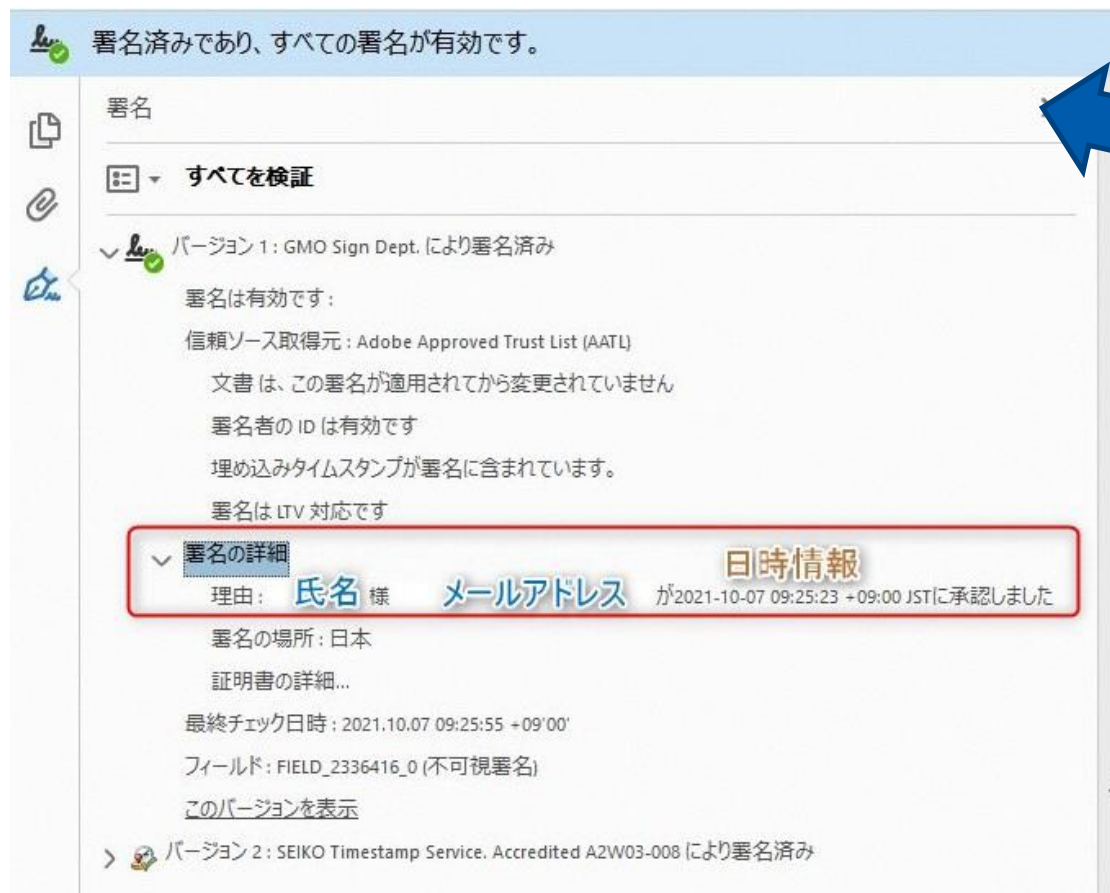 署名済みであり、すべての署名が有効です。
署名
すべてを検証
バージョン 1 : GMO Sign Dept. により署名済み
署名は有効です :
信頼ソース取得元 : Adobe Approved Trust List (AATL)
文書 は、この署名が適用されてから変更されていません
署名者の ID は有効です
埋め込みタイムスタンプが署名に含まれています。
署名は LTV 対応です
署名の詳細
日時情報
理由 : 氏名 様 メールアドレス が2021-10-07 09:25:23 +09:00 JSTに承認しました
署名の場所 : 日本
証明書の詳細...
最終チェック日時 : 2021.10.07 09:25:55 +09'00'
フィールド : FIELD_2336416_0 (不可視署名)
このバージョンを表示
バージョン 2 : SEIKO Timestamp Service. Accredited A2W03-008 により署名済み